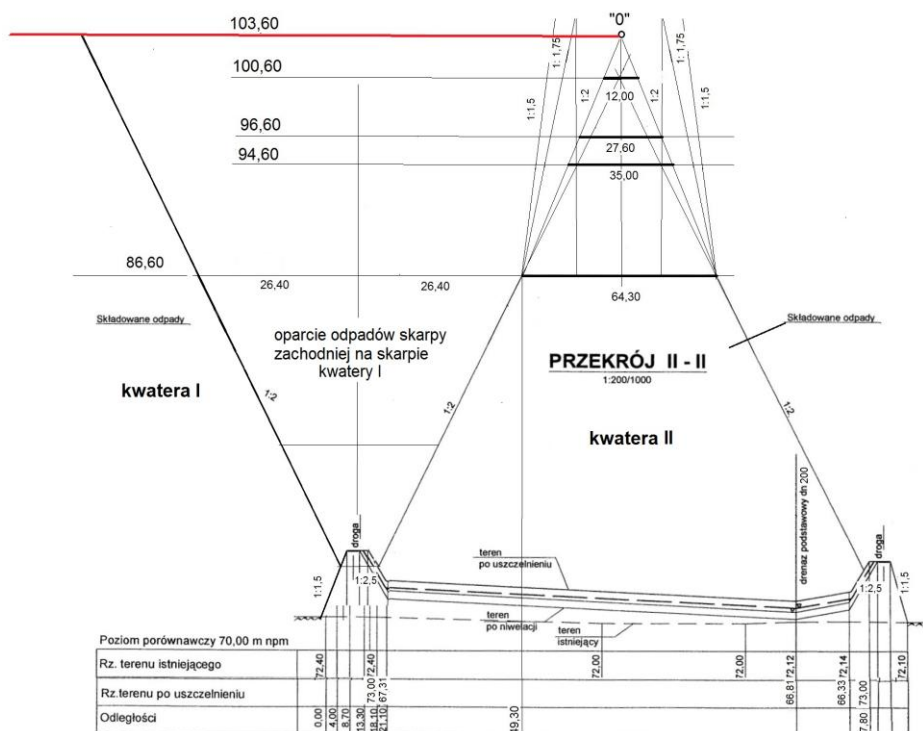 "0"
103,60
1: 1,75
1: 1,75
100,60
1:1,5
1:2
12,00
1:2
1:1,5
96,60
27,60
94,60
35,00
86,60
26,40
26,40
64,30
Składowane odpady
Składowane odpady
oparcie odpadów skarpy
zachodniej na skarpie
kwatery I
PRZEKRÓJ II - II
1:200/1000
kwatera I
1:2
1:2
1:2
kwatera II
drenaż podstawowy dn 200
droga
droga
teren
po uszczelnieniu
1:1,5
1:2,5
1:2,5
1:1,5
teren
po niwelacji
teren
istniejący
Poziom porównawczy 70,00 m npm
Rz. terenu istniejącego
72,40
72,40
72,00
72,00
72,12
72,14
72,10
Rz.terenu po uszczelnieniu
73,00
67,31
66,81
66,33
73,00
Odległości
0,00
4,00
8,70
13,30
18,10
21,10
49,30
7,80